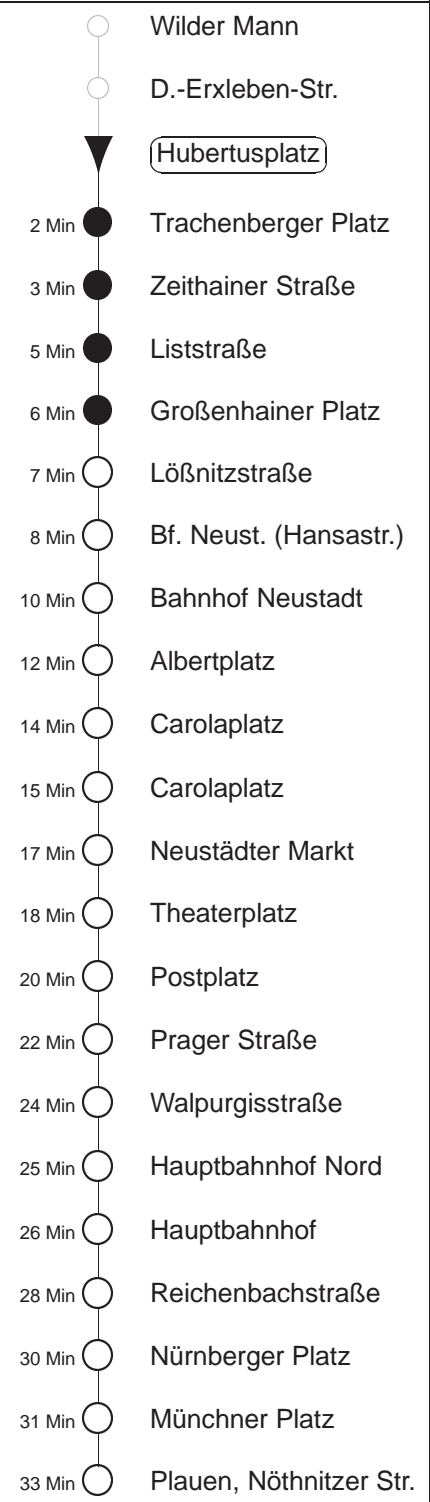 Wilder Mann
D.-Erxleben-Str.
Hubertusplatz
2 Min Trachenberger Platz
3 Min Zeithainer Straße
5 Min Liststraße
6 Min Großenhainer Platz
7 Min Lößnitzstraße
8 Min Bf. Neust. (Hansastr.)
10 Min Bahnhof Neustadt
12 Min Albertplatz
14 Min Carolaplatz
15 Min Carolaplatz
17 Min Neustädter Markt
18 Min Theaterplatz
20 Min Postplatz
22 Min Prager Straße
24 Min Walpurgisstraße
25 Min Hauptbahnhof Nord
26 Min Hauptbahnhof
28 Min Reichenbachstraße
30 Min Nürnberger Platz
31 Min Münchner Platz
33 Min Plauen, Nöthnitzer Str.